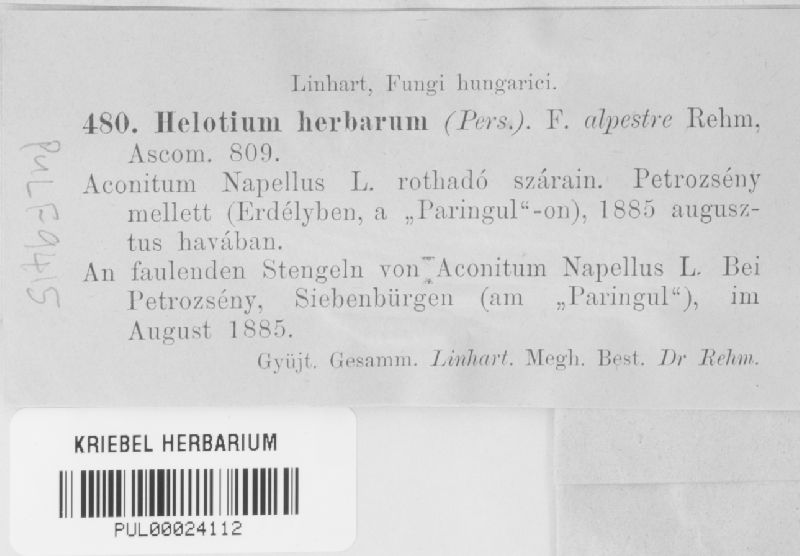 Linhart, Fungi hungarici.
480. Helotium herbarum (Pers.). F. alpestre Rehm,
Ascom. 809.
Aconitum Napellus L. rothadó szárain. Petrozsény
mellett (Erdélyben, a „Paringul“-on), 1885 augusz-
tus havában.
An faulenden Stengeln von Aconitum Napellus L. Bei
Petrozsény, Siebenbürgen (am „Paringul“), im
August 1885.
Gyüjt. Gesamm. Linhart. Megh. Best. Dr Rehm.
PUL F9415
KRIEBEL HERBARIUM
PUL00024112